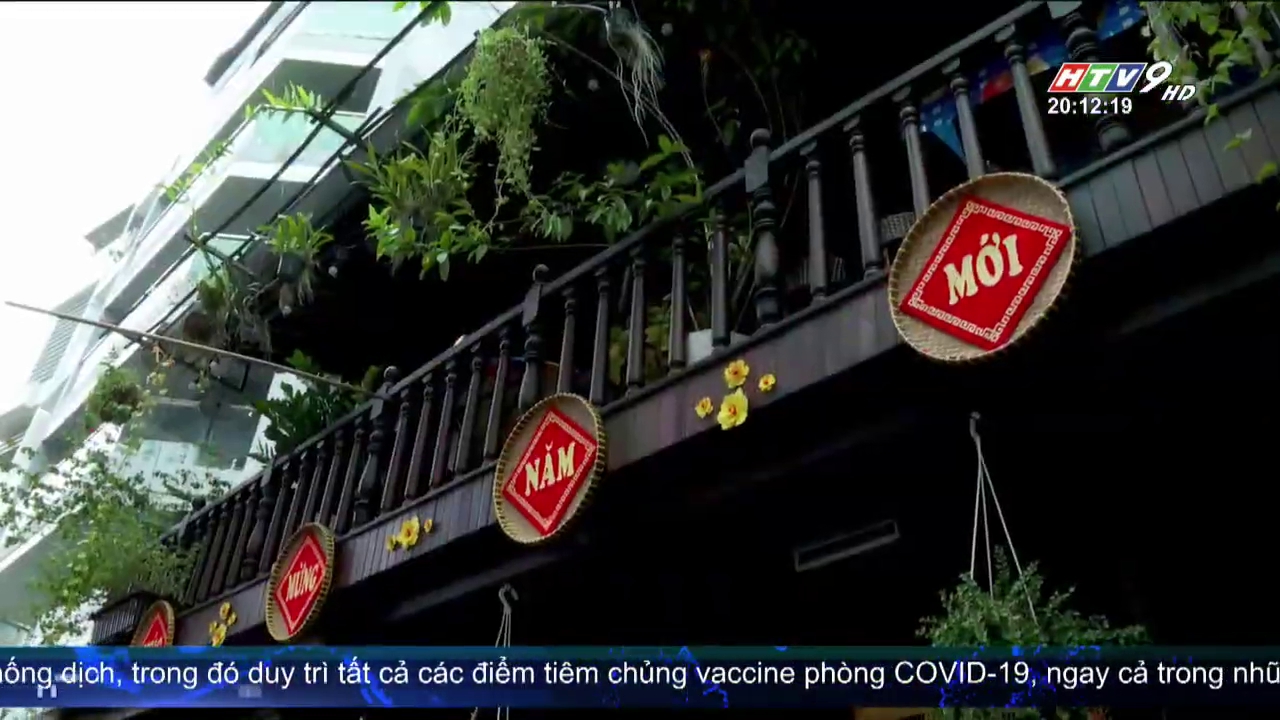 HTV9 HD
20:12:19
MỚI
NĂM
MỪNG
ống dịch, trong đó duy trì tất cả các điểm tiêm chủng vaccine phòng COVID-19, ngay cả trong nhữ